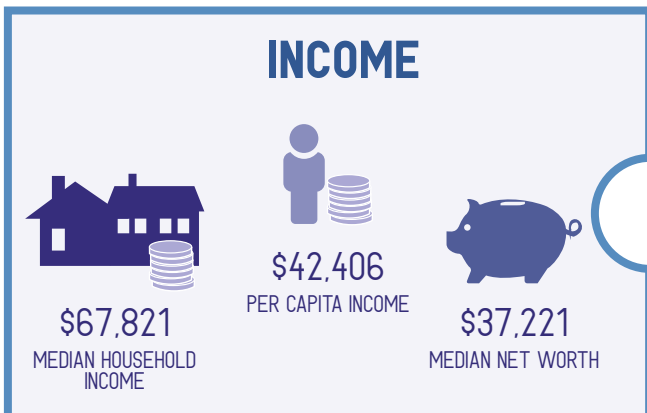 INCOME
$67,821
MEDIAN HOUSEHOLD
INCOME
$42,406
PER CAPITA INCOME
$37,221
MEDIAN NET WORTH